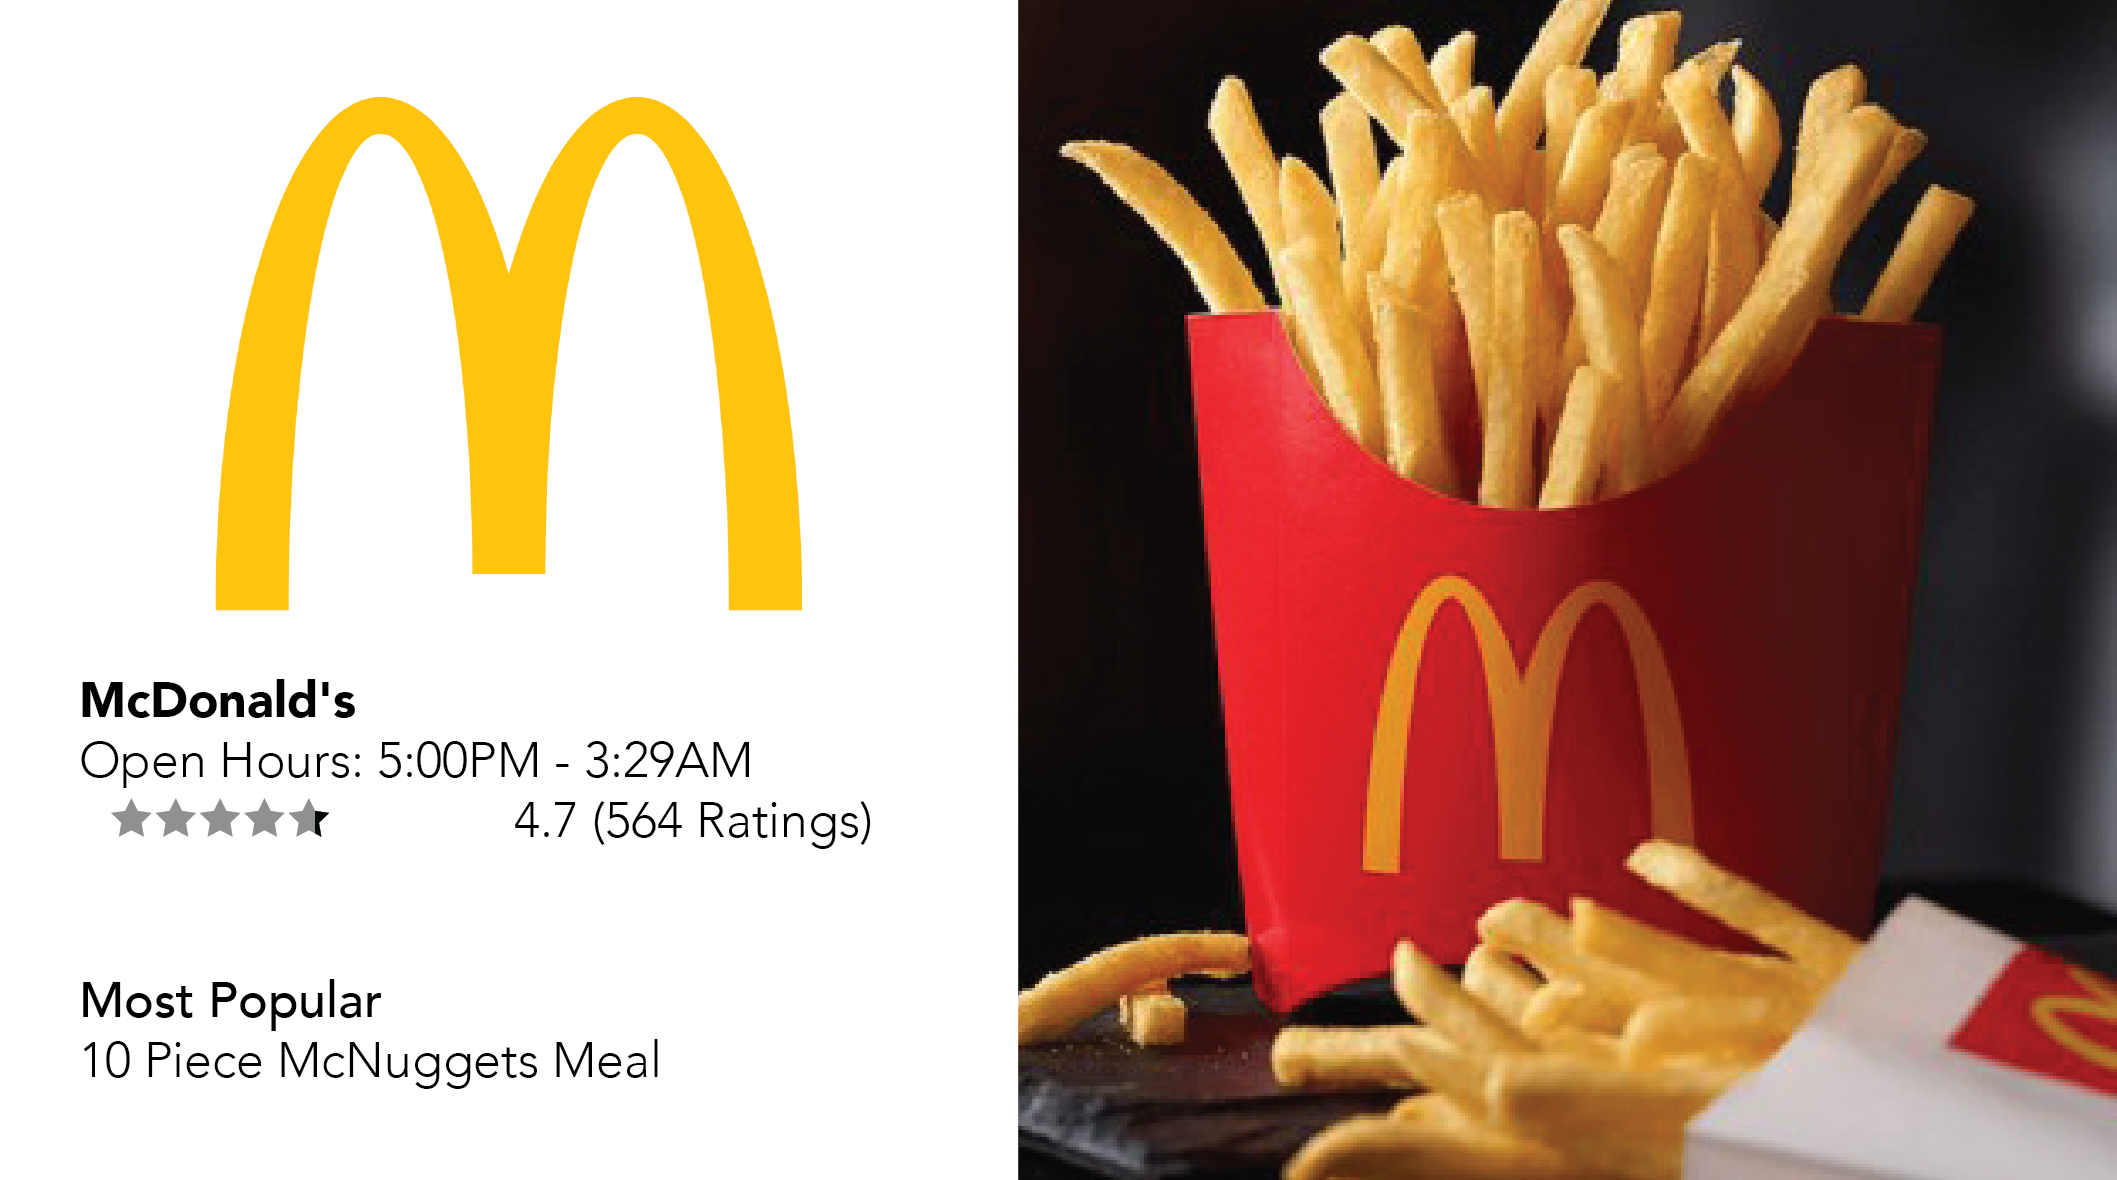 McDonald's
Open Hours: 5:00PM - 3:29AM
4.7 (564 Ratings)
Most Popular
10 Piece McNuggets Meal